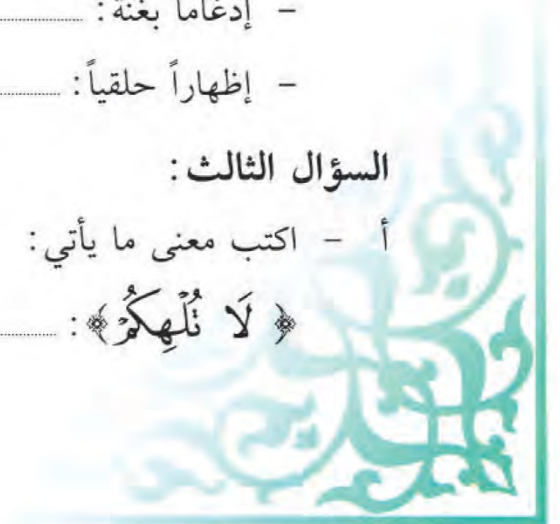 - إدغاماً بغنة:
- إظهاراً حلقياً:
السؤال الثالث:
أ - اكتب معنى ما يأتي:
﴿ لَا تُلْهِكُمْ ﴾: